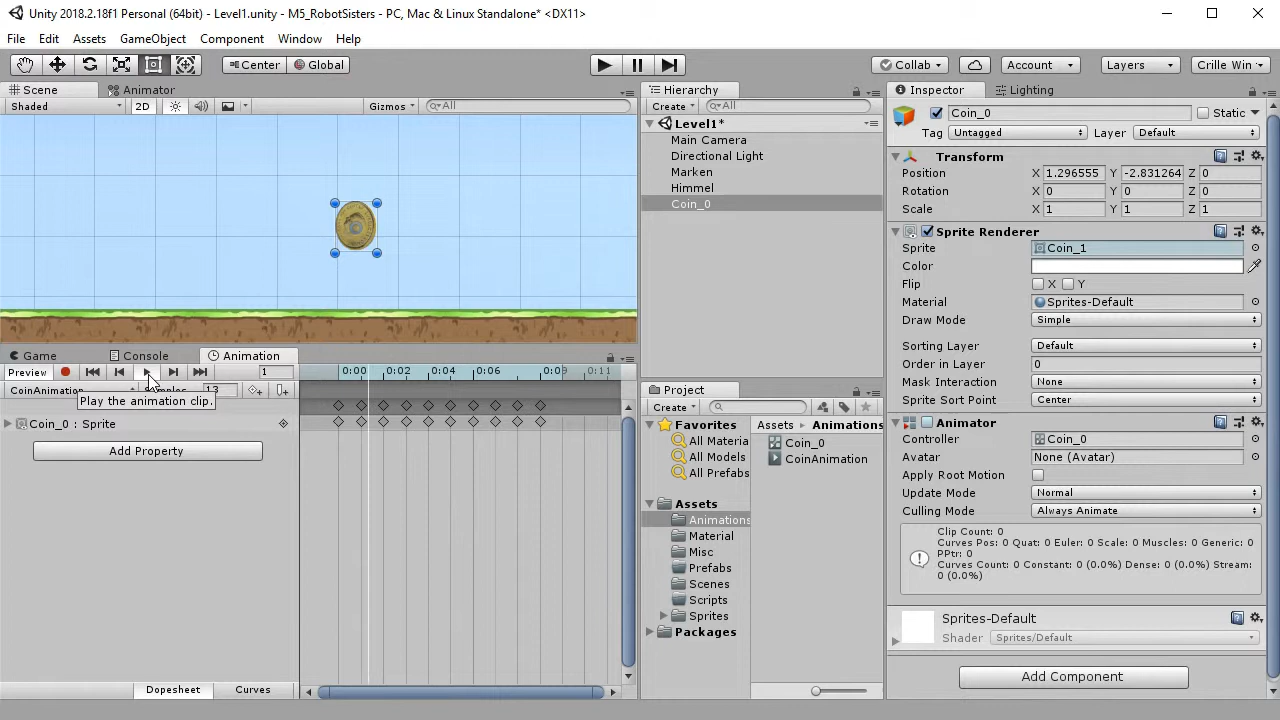 Unity 2018.2.18f1 Personal (64bit) - Level1.unity - M5_RobotSisters - PC, Mac & Linux Standalone* <DX11>
File Edit Assets GameObject Component Window Help
Center Global Collab Account Layers Crille Win
Scene Animator
Shaded 2D Gizmos All
Hierarchy
Create All
Level1*
Main Camera
Directional Light
Marken
Himmel
Coin_0
Inspector Lighting
Coin_0 Static
Tag Untagged Layer Default
Transform
Position X 1.296555 Y -2.831264 Z 0
Rotation X 0 Y 0 Z 0
Scale X 1 Y 1 Z 1
Sprite Renderer
Sprite Coin_1
Color
Flip X Y
Material Sprites-Default
Draw Mode Simple
Sorting Layer Default
Order in Layer 0
Mask Interaction None
Sprite Sort Point Center
Animator
Controller Coin_0
Avatar None (Avatar)
Apply Root Motion
Update Mode Normal
Culling Mode Always Animate
Clip Count: 0
Curves Pos: 0 Quat: 0 Euler: 0 Scale: 0 Muscles: 0 Generic: 0
PPtr: 0
Curves Count: 0 Constant: 0 (0.0%) Dense: 0 (0.0%) Stream:
0 (0.0%)
Sprites-Default
Shader Sprites/Default
Add Component
Game Console Animation
Preview 1 0:00 0:02 0:04 0:06 0:09 0:11
CoinAnimation Samples 13
Play the animation clip.
Coin_0 : Sprite
Add Property
Dopesheet Curves
Project
Create
Favorites
All Materia
All Models
All Prefabs
Assets
Animations
Material
Misc
Prefabs
Scenes
Scripts
Sprites
Packages
Assets Animations
Coin_0
CoinAnimation